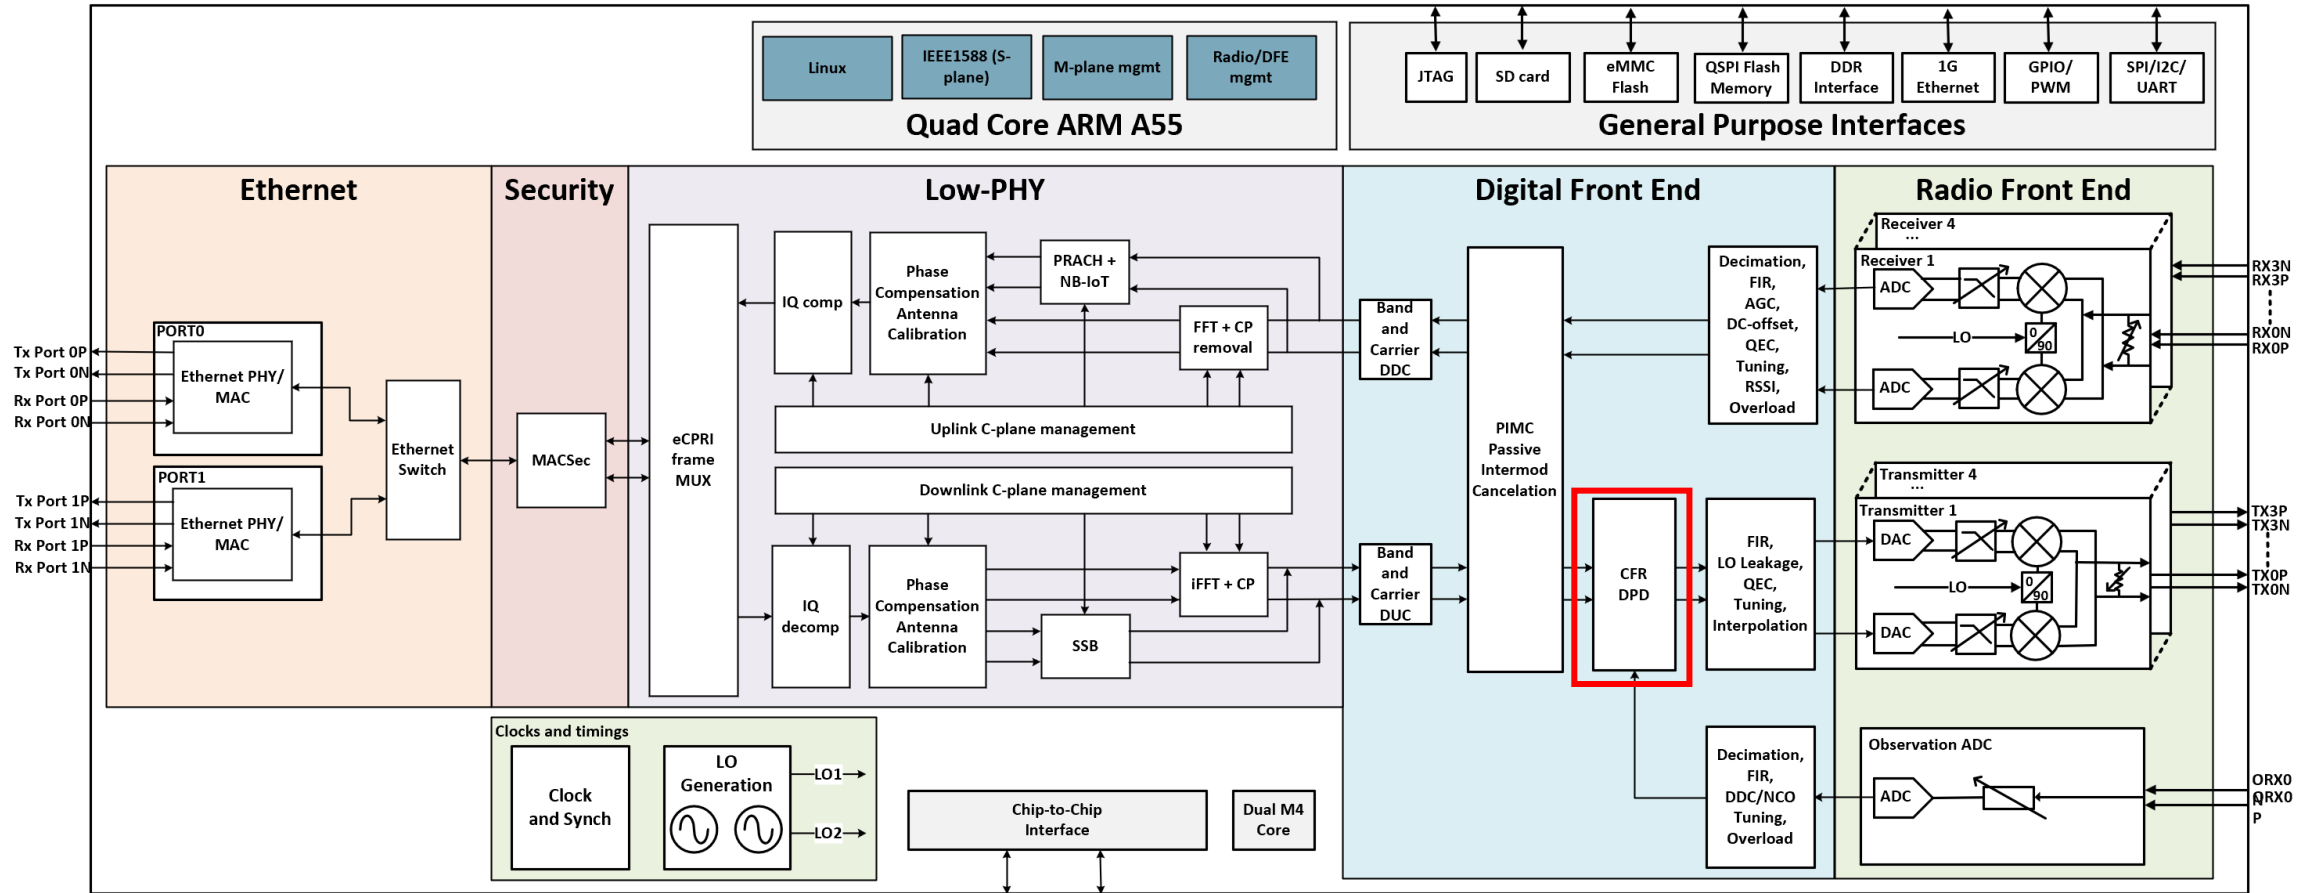 Linux
IEEE1588 (S-
plane)
M-plane mgmt
Radio/DFE
mgmt
Quad Core ARM A55
JTAG
SD card
eMMC
Flash
QSPI Flash
Memory
DDR
Interface
1G
Ethernet
GPIO/
PWM
SPI/I2C/
UART
General Purpose Interfaces
Ethernet
Security
Low-PHY
Digital Front End
Radio Front End
Tx Port 0P
Tx Port 0N
Rx Port 0P
Rx Port 0N
Tx Port 1P
Tx Port 1N
Rx Port 1P
Rx Port 1N
PORT0
Ethernet PHY/
MAC
PORT1
Ethernet PHY/
MAC
Ethernet
Switch
MACSec
eCPRI
frame
MUX
IQ comp
Phase
Compensation
Antenna
Calibration
PRACH +
NB-IoT
FFT + CP
removal
Uplink C-plane management
Downlink C-plane management
IQ
decomp
Phase
Compensation
Antenna
Calibration
iFFT + CP
SSB
Band
and
Carrier
DDC
Band
and
Carrier
DUC
PIMC
Passive
Intermod
Cancelation
Decimation,
FIR,
AGC,
DC-offset,
QEC,
Tuning,
RSSI,
Overload
CFR
DPD
FIR,
LO Leakage,
QEC,
Tuning,
Interpolation
Decimation,
FIR,
DDC/NCO
Tuning,
Overload
Receiver 4
...
Receiver 1
ADC
LO
0
90
ADC
RX3N
RX3P
RX0N
RX0P
Transmitter 4
...
Transmitter 1
DAC
LO
0
90
DAC
TX3P
TX3N
TX0P
TX0N
Observation ADC
ADC
ORX0
N
ORX0
P
Clocks and timings
Clock
and Synch
LO
Generation
LO1
LO2
Chip-to-Chip
Interface
Dual M4
Core